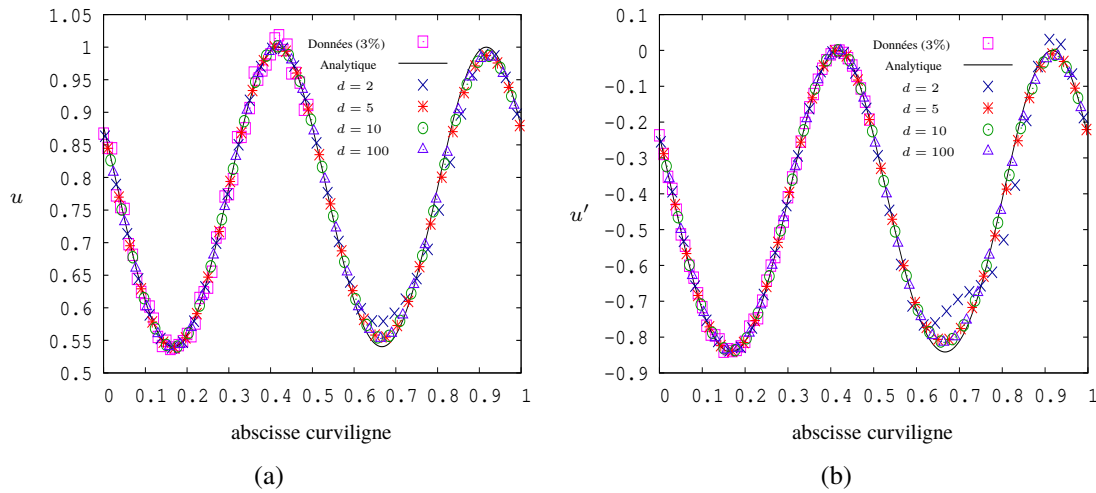 1.05
1
0.95
0.9
0.85
0.8
0.75
0.7
0.65
0.6
0.55
0.5
u
Données (3%)
Analytique
d = 2
d = 5
d = 10
d = 100
0 0.1 0.2 0.3 0.4 0.5 0.6 0.7 0.8 0.9 1
abscisse curviligne
(a)
0.1
0
-0.1
-0.2
-0.3
-0.4
-0.5
-0.6
-0.7
-0.8
-0.9
u′
Données (3%)
Analytique
d = 2
d = 5
d = 10
d = 100
0 0.1 0.2 0.3 0.4 0.5 0.6 0.7 0.8 0.9 1
abscisse curviligne
(b)